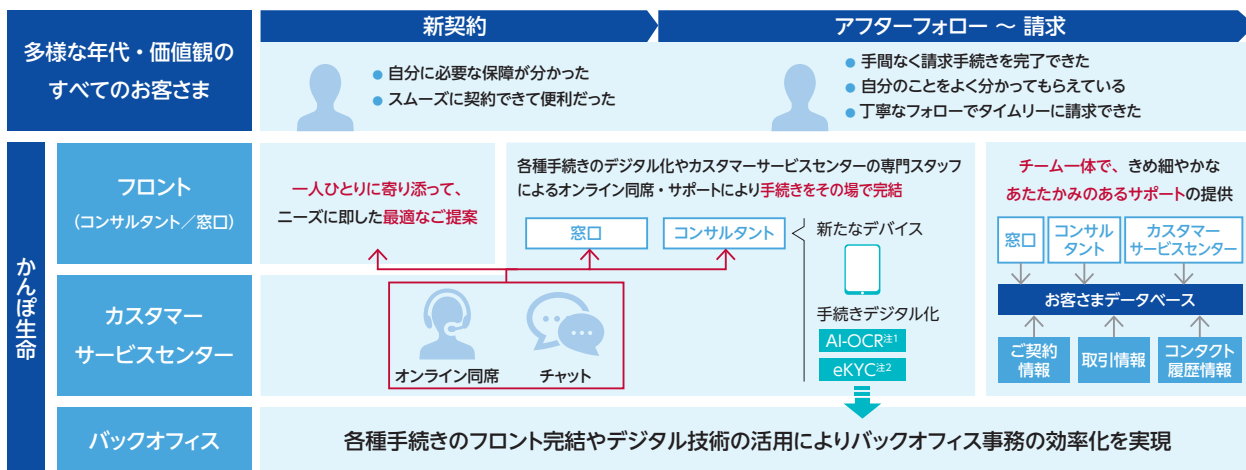 多様な年代・価値観の
すべてのお客さま
新契約
アフターフォロー ～ 請求
● 自分に必要な保障が分かった
● スムーズに契約できて便利だった
● 手間なく請求手続きを完了できた
● 自分のことをよく分かってもらえている
● 丁寧なフォローでタイムリーに請求できた
かんぽ生命
フロント
（コンサルタント／窓口）
一人ひとりに寄り添って、
ニーズに即した最適なご提案
各種手続きのデジタル化やカスタマーサービスセンターの専門スタッフ
によるオンライン同席・サポートにより手続きをその場で完結
窓口
コンサルタント
新たなデバイス
手続きデジタル化
AI-OCR注1
eKYC注2
チーム一体で、きめ細やかな
あたたかみのあるサポートの提供
窓口
コンサル
タント
カスタマー
サービスセンター
お客さまデータベース
ご契約
情報
取引情報
コンタクト
履歴情報
カスタマー
サービスセンター
オンライン同席
チャット
バックオフィス
各種手続きのフロント完結やデジタル技術の活用によりバックオフィス事務の効率化を実現